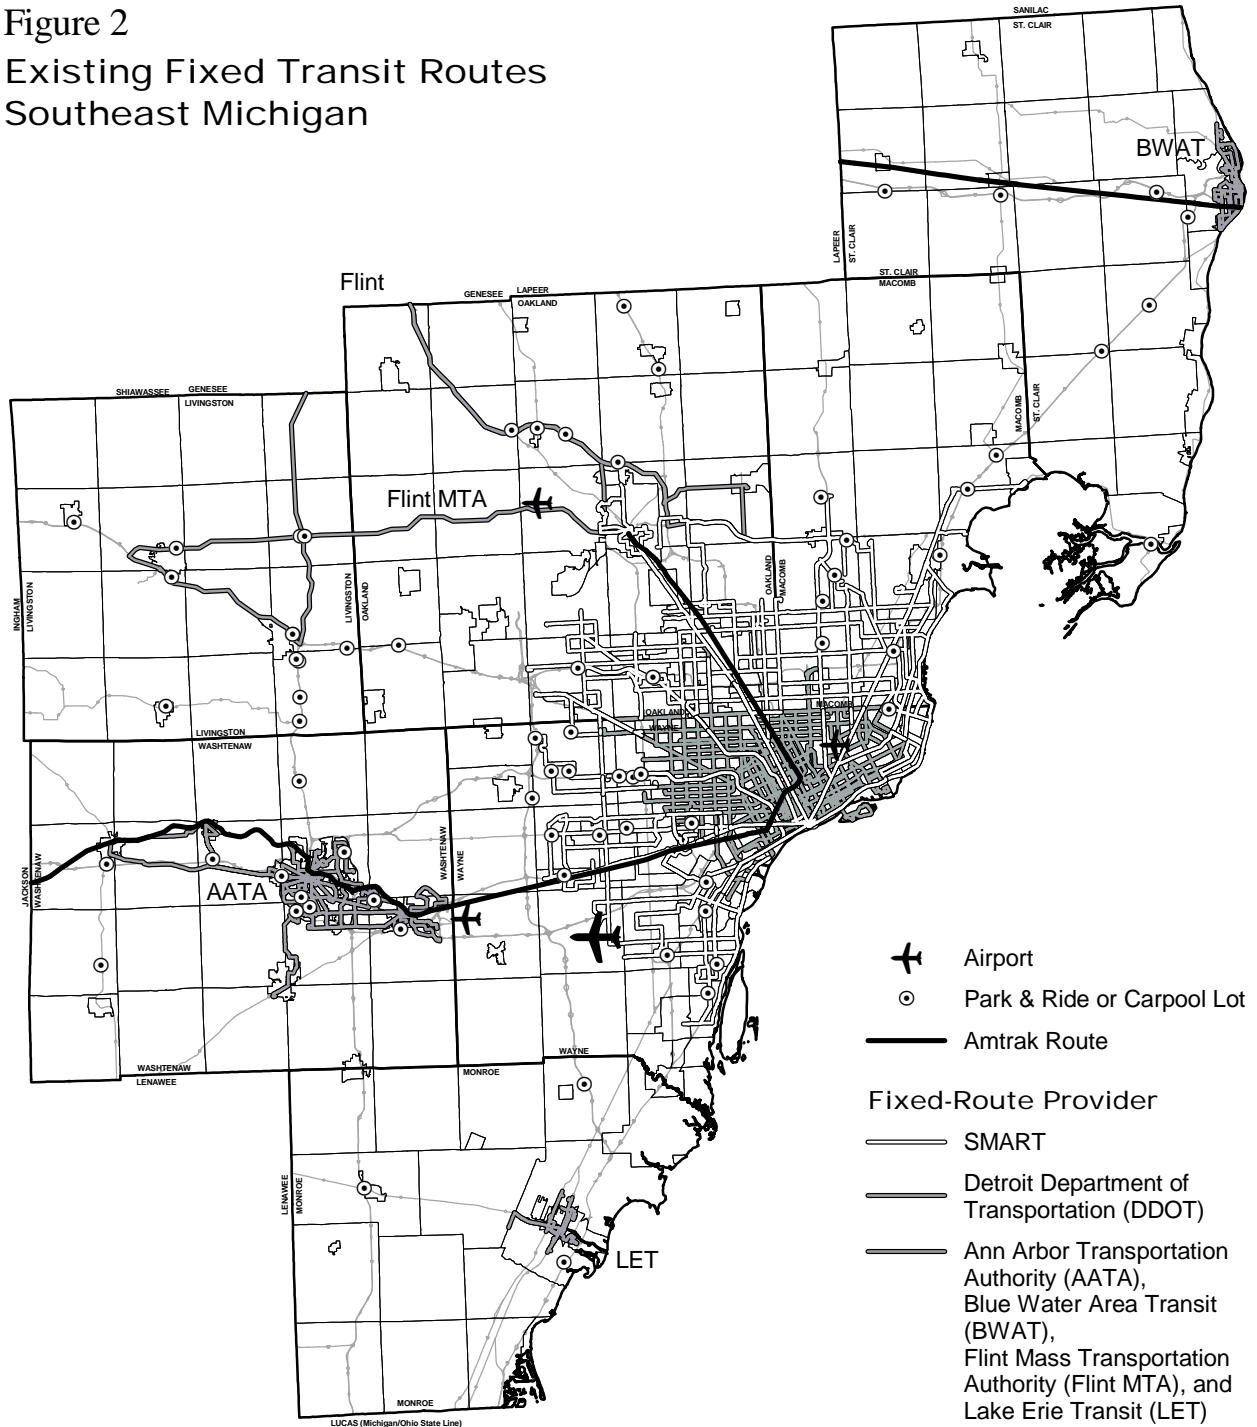 Figure 2
Existing Fixed Transit Routes
Southeast Michigan
SANILAC
ST. CLAIR
BWAT
LAPEER
ST. CLAIR
ST. CLAIR
MACOMB
Flint
GENESEE
LAPEER
OAKLAND
SHIAWASSEE
GENESEE
LIVINGSTON
MACOMB
ST. CLAIR
Flint MTA
INGHAM
LIVINGSTON
LIVINGSTON
OAKLAND
OAKLAND
MACOMB
OAKLAND
WAYNE
MACOMB
LIVINGSTON
WASHTENAW
JACKSON
WASHTENAW
WASHTENAW
WAYNE
AATA
WASHTENAW
LENAWEE
WAYNE
MONROE
LENAWEE
MONROE
LET
MONROE
LUCAS (Michigan/Ohio State Line)
Airport
Park & Ride or Carpool Lot
Amtrak Route
Fixed-Route Provider
SMART
Detroit Department of
Transportation (DDOT)
Ann Arbor Transportation
Authority (AATA),
Blue Water Area Transit
(BWAT),
Flint Mass Transportation
Authority (Flint MTA), and
Lake Erie Transit (LET)